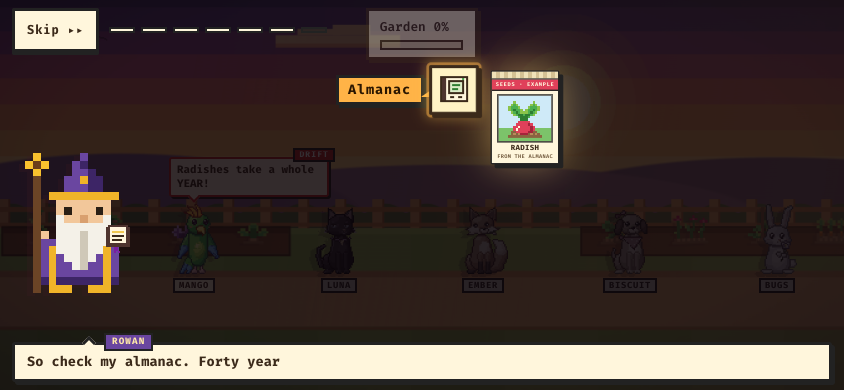 Skip ▸▸
Garden 0%
Almanac
SEEDS · EXAMPLE
RADISH
FROM THE ALMANAC
DRIFT
Radishes take a whole
YEAR!
MANGO
LUNA
EMBER
BISCUIT
BUGS
ROWAN
So check my almanac. Forty year